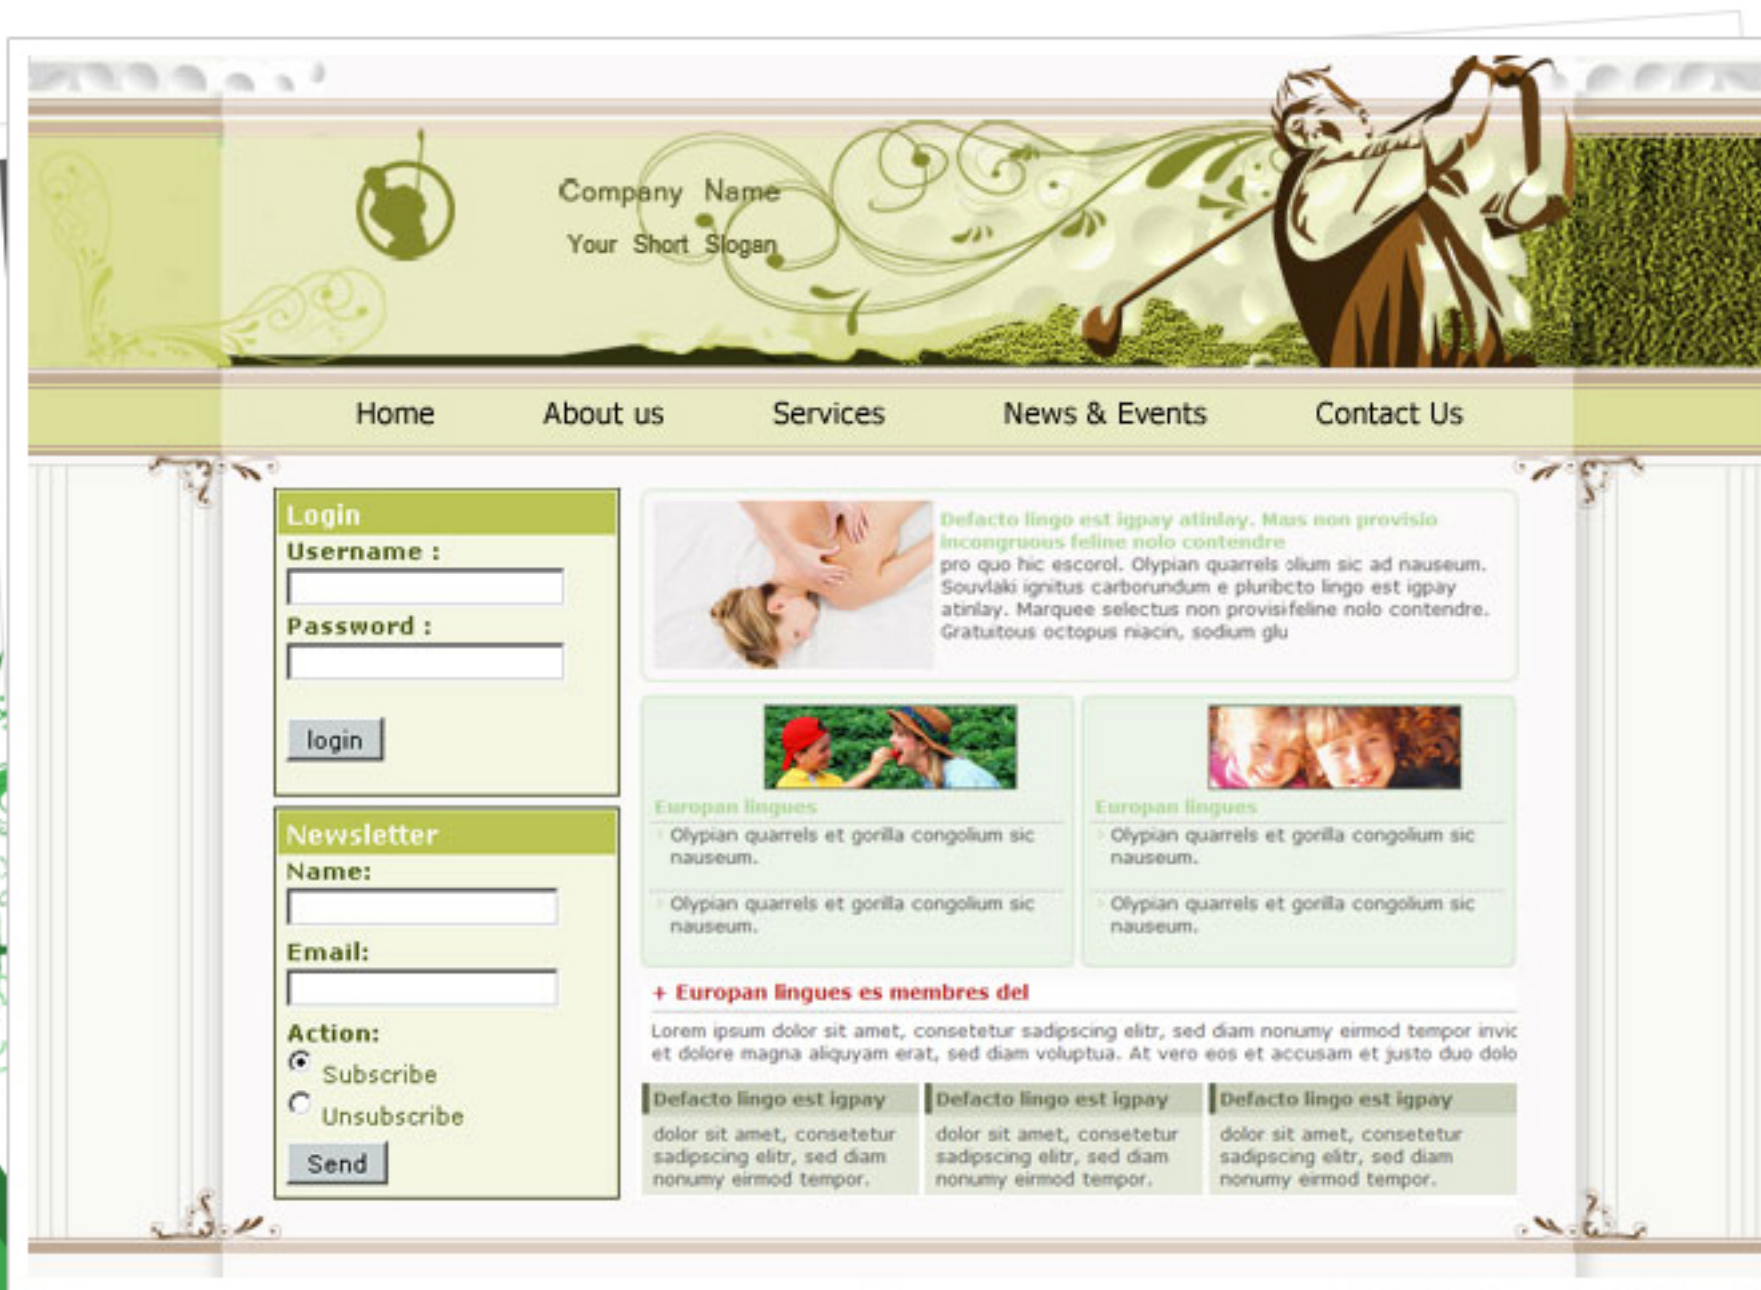 Company Name
Your Short Slogan
Home
About us
Services
News & Events
Contact Us
Login
Username :
Password :
login
Newsletter
Name:
Email:
Action:
Subscribe
Unsubscribe
Send
Defacto lingo est igpay atinlay. Mais non provisio
incongruous feline nolo contendre
pro quo hic escorol. Olypian quarrels olium sic ad nauseum.
Souvlaki ignitus carborundum e pluribcto lingo est igpay
atinlay. Marquee selectus non provisifeline nolo contendre.
Gratuitous octopus niacin, sodium glu
Europan lingues
Olypian quarrels et gorilla congolium sic
nauseum.
Olypian quarrels et gorilla congolium sic
nauseum.
Europan lingues
Olypian quarrels et gorilla congolium sic
nauseum.
Olypian quarrels et gorilla congolium sic
nauseum.
+ Europan lingues es membres del
Lorem ipsum dolor sit amet, consetetur sadipscing elitr, sed diam nonumy eirmod tempor invic
et dolore magna aliquyam erat, sed diam voluptua. At vero eos et accusam et justo duo dolo
Defacto lingo est igpay
dolor sit amet, consetetur
sadipscing elitr, sed diam
nonumy eirmod tempor.
Defacto lingo est igpay
dolor sit amet, consetetur
sadipscing elitr, sed diam
nonumy eirmod tempor.
Defacto lingo est igpay
dolor sit amet, consetetur
sadipscing elitr, sed diam
nonumy eirmod tempor.